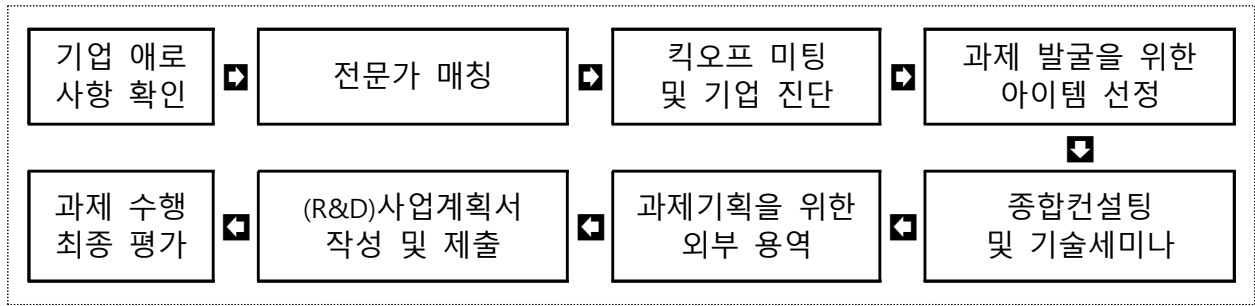 기업 애로
사항 확인
전문가 매칭
킥오프 미팅
및 기업 진단
과제 발굴을 위한
아이템 선정
종합컨설팅
및 기술세미나
과제기획을 위한
외부 용역
(R&D)사업계획서
작성 및 제출
과제 수행
최종 평가